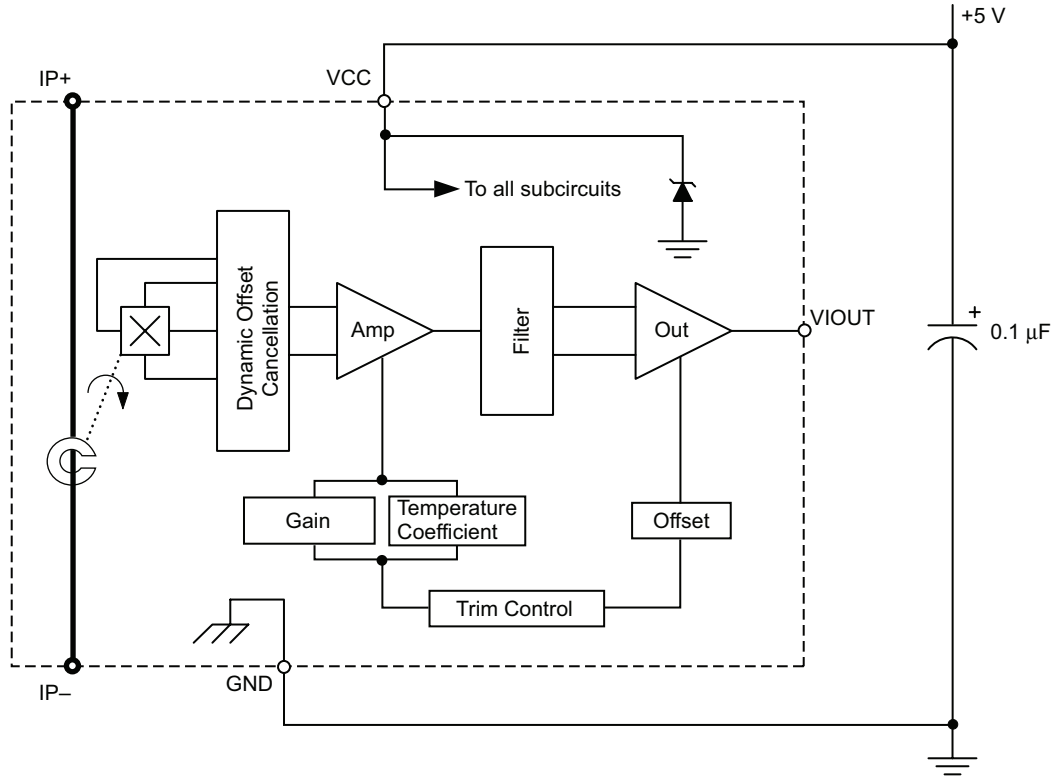 +5 V
IP+
VCC
To all subcircuits
Dynamic Offset
Cancellation
Amp
Filter
Out
VIOUT
+
0.1 µF
Gain
Temperature
Coefficient
Offset
Trim Control
GND
IP–